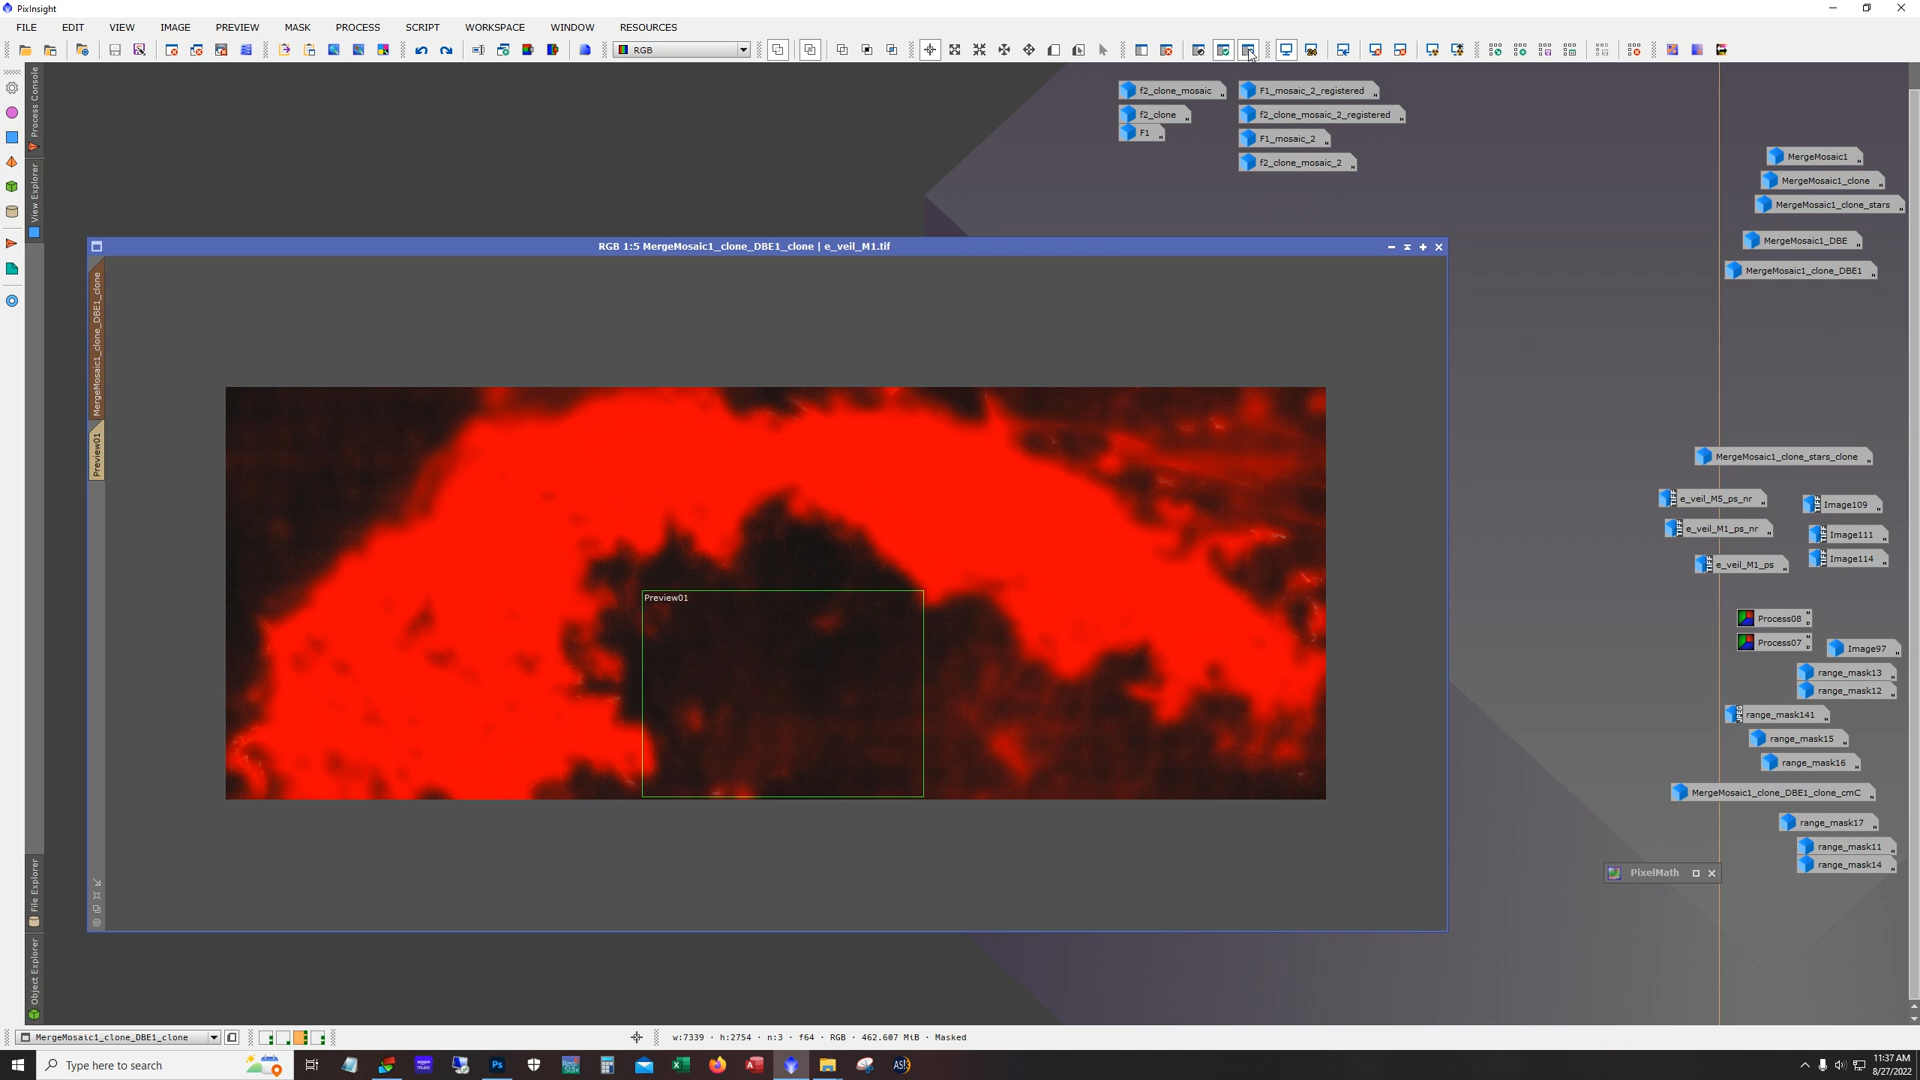 PixInsight
FILE EDIT VIEW IMAGE PREVIEW MASK PROCESS SCRIPT WORKSPACE WINDOW RESOURCES
RGB
Process Console
View Explorer
File Explorer
Object Explorer
f2_clone_mosaic
F1_mosaic_2_registered
f2_clone
f2_clone_mosaic_2_registered
F1
F1_mosaic_2
f2_clone_mosaic_2
MergeMosaic1
MergeMosaic1_clone
MergeMosaic1_clone_stars
MergeMosaic1_DBE
MergeMosaic1_clone_DBE1
RGB 1:5 MergeMosaic1_clone_DBE1_clone | e_veil_M1.tif
MergeMosaic1_clone_DBE1_clone
Preview01
Preview01
MergeMosaic1_clone_stars_clone
e_veil_M5_ps_nr
Image109
e_veil_M1_ps_nr
Image111
e_veil_M1_ps
Image114
Process08
Process07
Image97
range_mask13
range_mask12
range_mask141
range_mask15
range_mask16
MergeMosaic1_clone_DBE1_clone_cmC
range_mask17
range_mask11
range_mask14
PixelMath
MergeMosaic1_clone_DBE1_clone
w:7339 · h:2754 · n:3 · f64 · RGB · 462.607 MiB · Masked
Type here to search
11:37 AM
8/27/2022